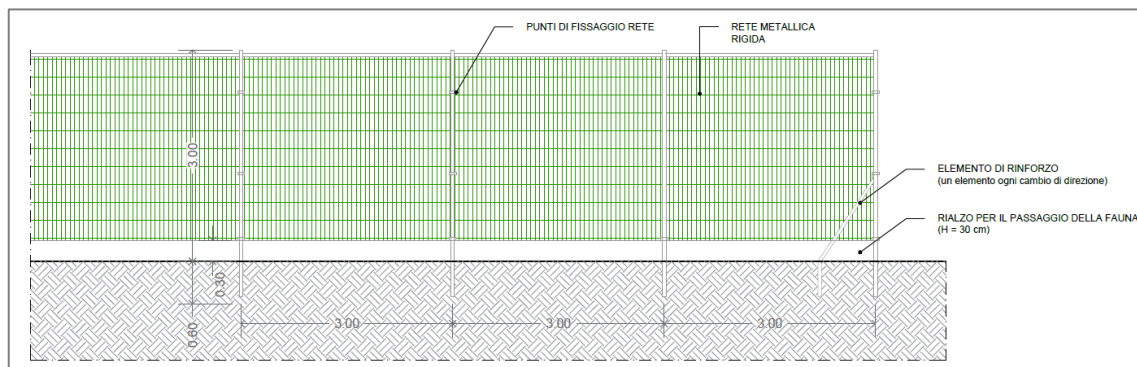 PUNTI DI FISSAGGIO RETE
RETE METALLICA
RIGIDA
3.00
ELEMENTO DI RINFORZO
(un elemento ogni cambio di direzione)
RIALZO PER IL PASSAGGIO DELLA FAUNA
(H = 30 cm)
0.30
0.60
3.00
3.00
3.00